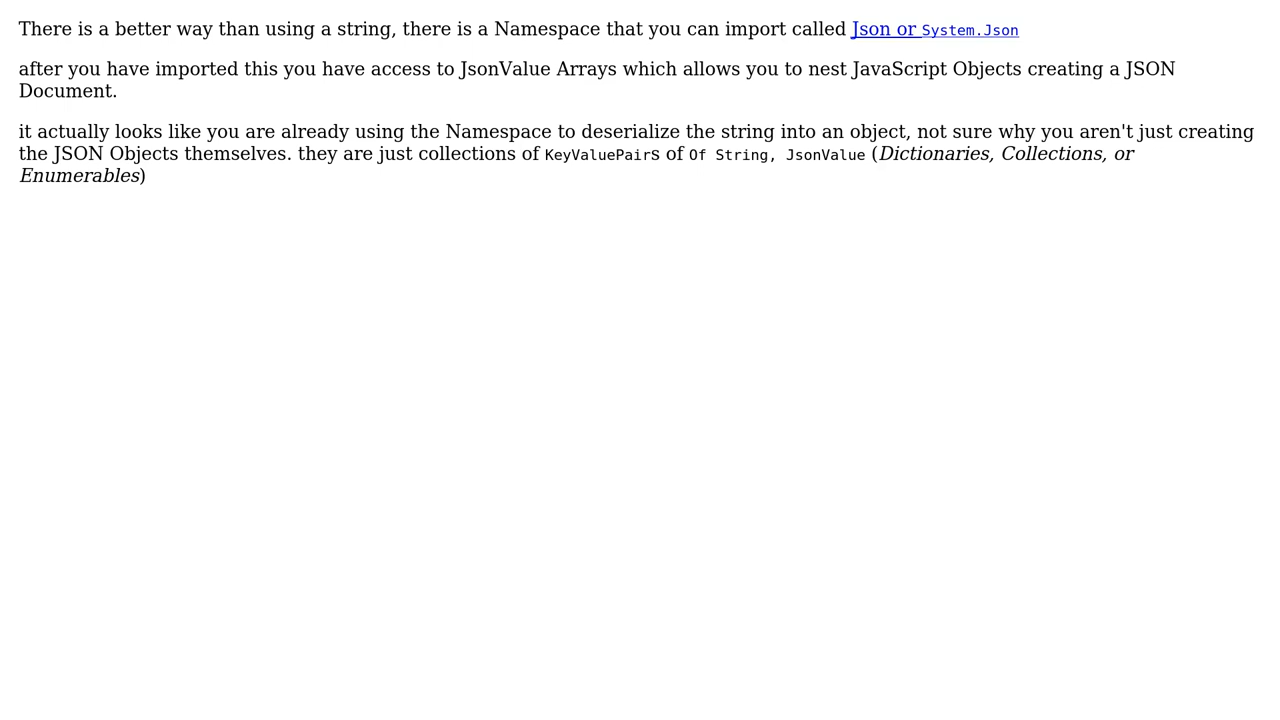 There is a better way than using a string, there is a Namespace that you can import called Json or System.Json
after you have imported this you have access to JsonValue Arrays which allows you to nest JavaScript Objects creating a JSON
Document.
it actually looks like you are already using the Namespace to deserialize the string into an object, not sure why you aren't just creating
the JSON Objects themselves. they are just collections of KeyValuePairs of Of String, JsonValue (Dictionaries, Collections, or
Enumerables)